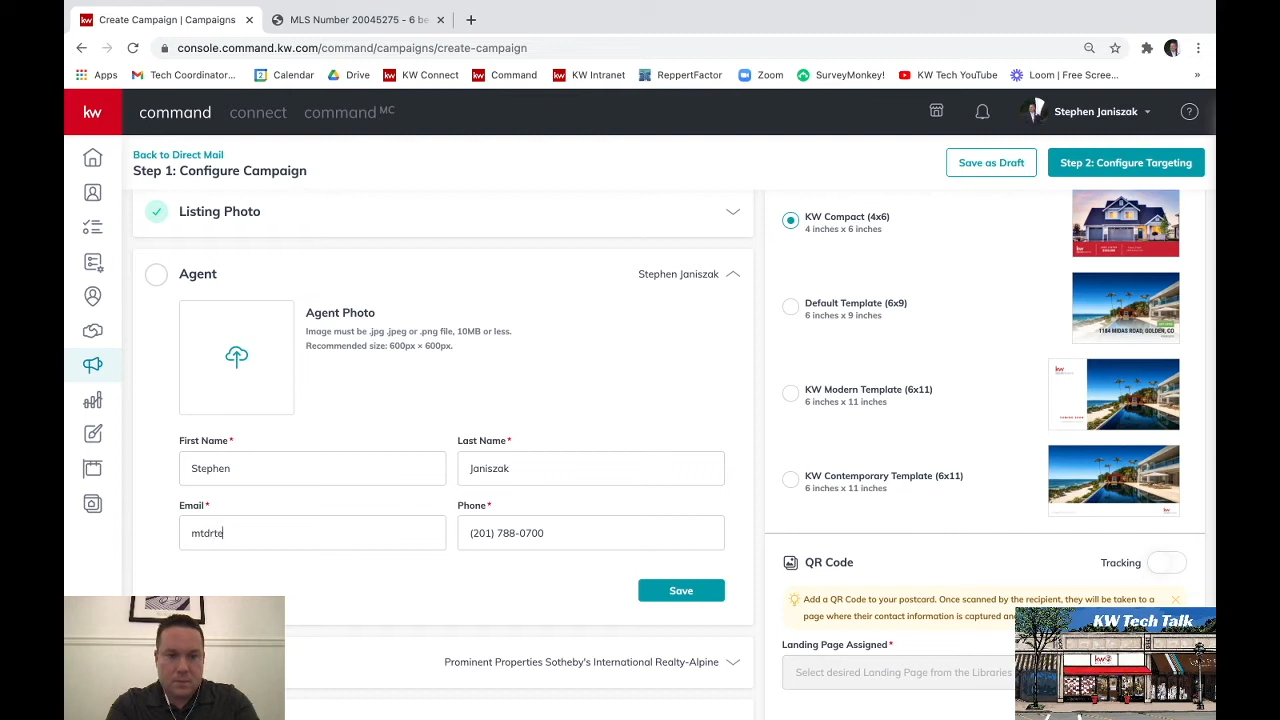 Create Campaign | Campaigns
MLS Number 20045275 - 6 be
console.command.kw.com/command/campaigns/create-campaign
Apps
Tech Coordinator...
Calendar
Drive
KW Connect
Command
KW Intranet
ReppertFactor
Zoom
SurveyMonkey!
KW Tech YouTube
Loom | Free Scree...
»
kw
command
connect
command MC
Stephen Janiszak
Back to Direct Mail
Step 1: Configure Campaign
Save as Draft
Step 2: Configure Targeting
Listing Photo
Agent
Stephen Janiszak
Agent Photo
Image must be .jpg .jpeg or .png file, 10MB or less.
Recommended size: 600px × 600px.
First Name*
Last Name*
Stephen
Janiszak
Email*
Phone*
mtdrte
(201) 788-0700
Save
Prominent Properties Sotheby's International Realty-Alpine
KW Compact (4x6)
4 inches x 6 inches
Default Template (6x9)
6 inches x 9 inches
1184 MIDAS ROAD, GOLDEN, CO
KW Modern Template (6x11)
6 inches x 11 inches
KW Contemporary Template (6x11)
6 inches x 11 inches
QR Code
Tracking
Add a QR Code to your postcard. Once scanned by the recipient, they will be taken to a
page where their contact information is captured and
Landing Page Assigned*
Select desired Landing Page from the Libraries
KW Tech Talk